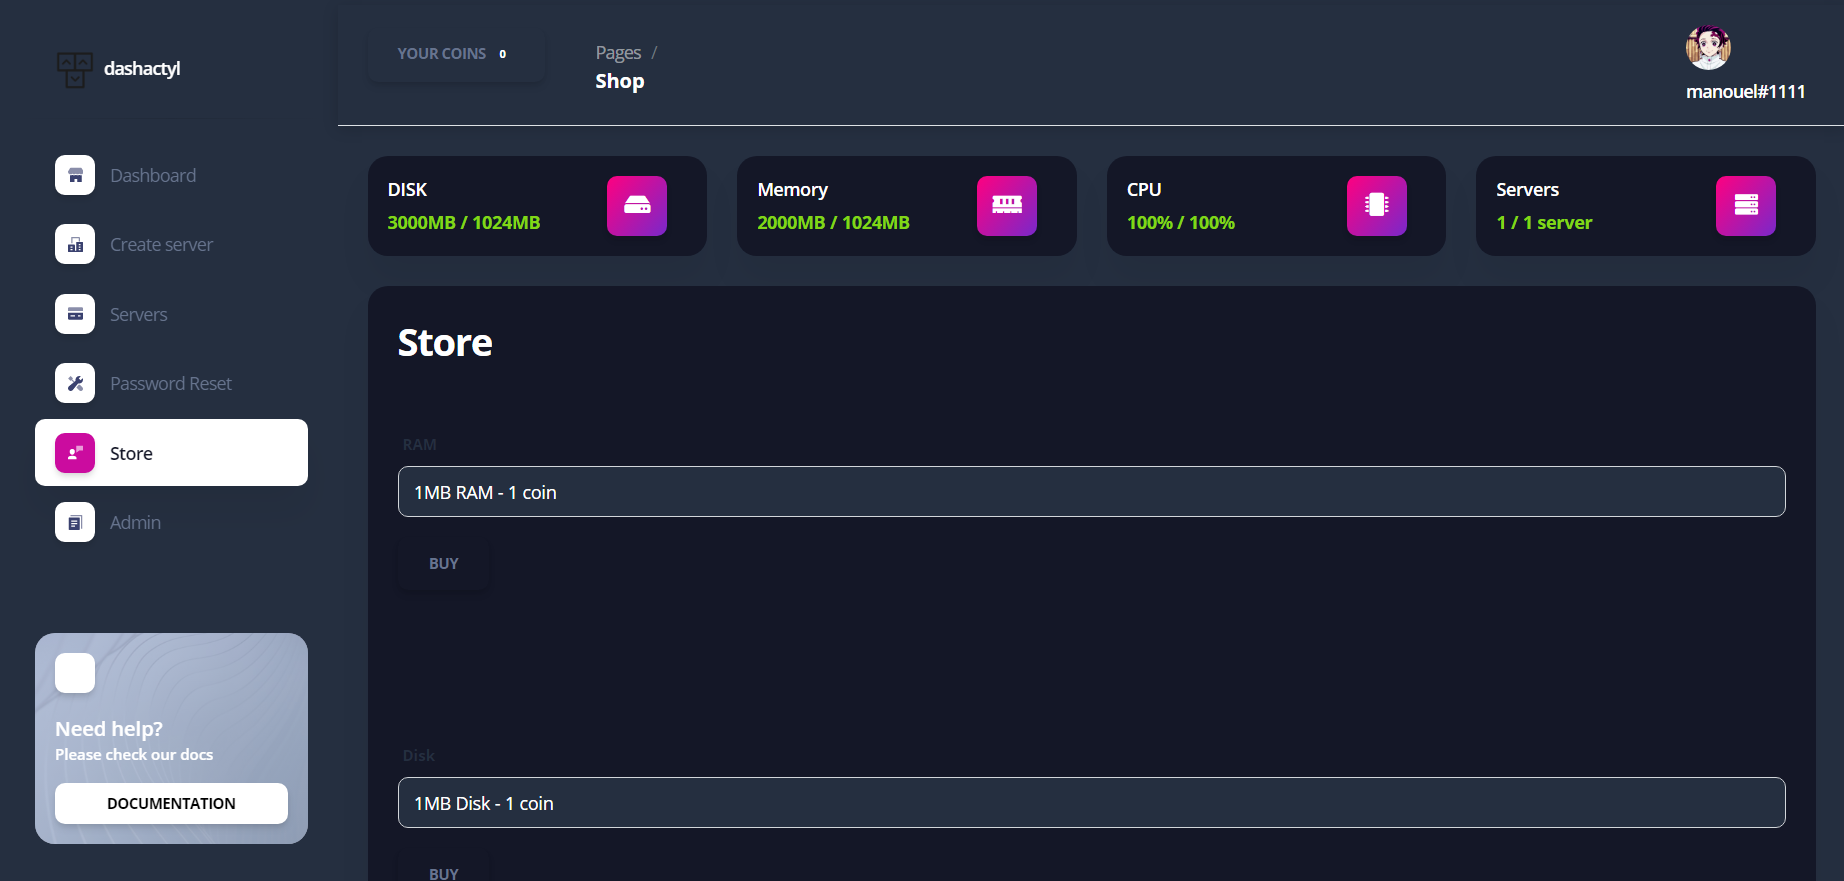 dashactyl
Dashboard
Create server
Servers
Password Reset
Store
Admin
Need help?
Please check our docs
DOCUMENTATION
YOUR COINS 0
Pages /
Shop
manouel#1111
DISK
3000MB / 1024MB
Memory
2000MB / 1024MB
CPU
100% / 100%
Servers
1 / 1 server
Store
RAM
1MB RAM - 1 coin
BUY
Disk
1MB Disk - 1 coin
BUY